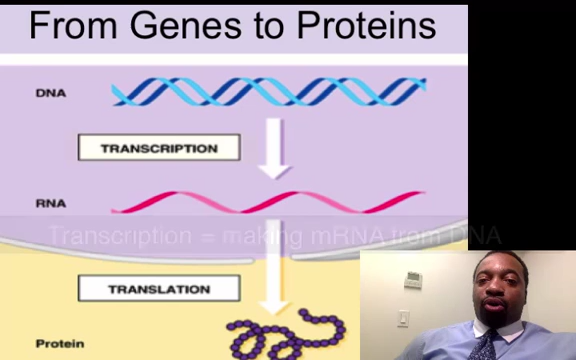 From Genes to Proteins
DNA
TRANSCRIPTION
RNA
Transcription = making mRNA from DNA
TRANSLATION
Protein